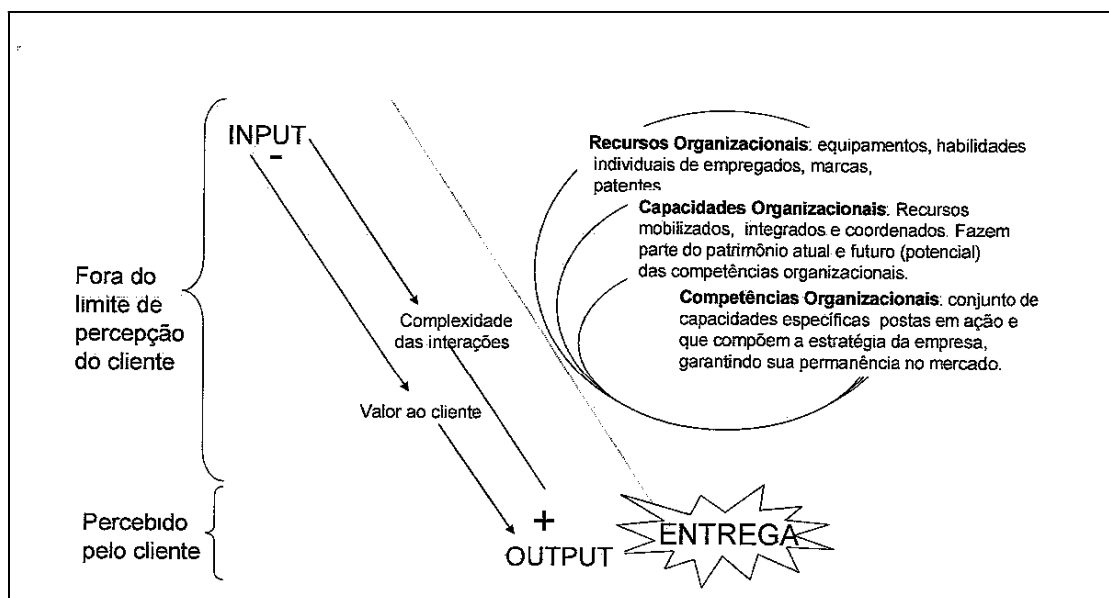 INPUT
-
Recursos Organizacionais: equipamentos, habilidades
individuais de empregados, marcas,
patentes
Capacidades Organizacionais: Recursos
mobilizados, integrados e coordenados. Fazem
parte do patrimônio atual e futuro (potencial)
das competências organizacionais.
Competências Organizacionais: conjunto de
capacidades específicas postas em ação e
que compõem a estratégia da empresa,
garantindo sua permanência no mercado.
Fora do
limite de
percepção
do cliente
Complexidade
das interações
Valor ao cliente
Percebido
pelo cliente
+
OUTPUT
ENTREGA